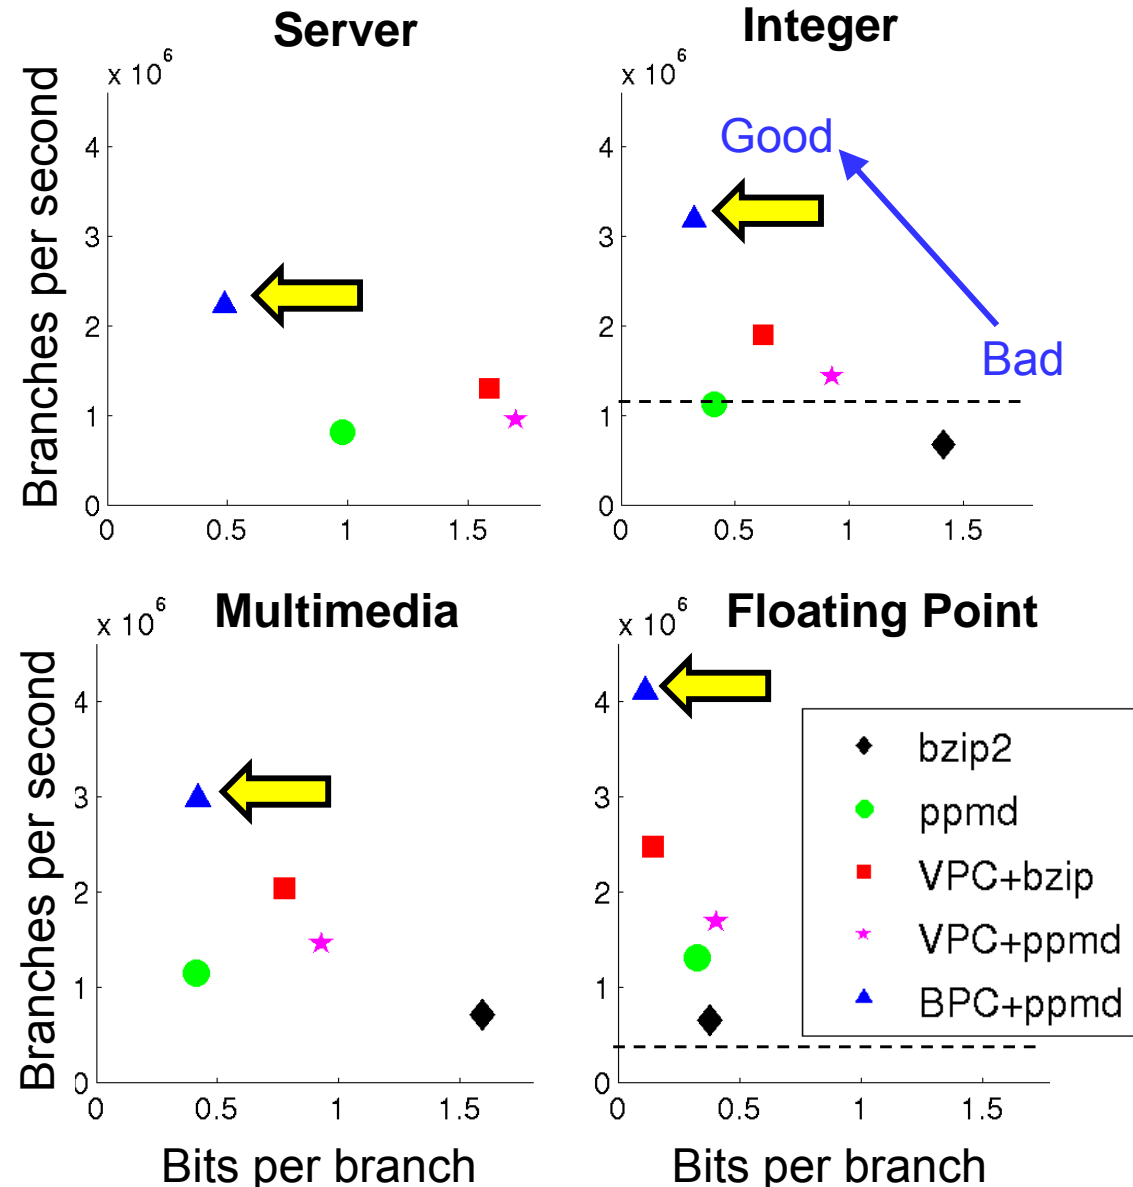 Server
x 10^6
Branches per second
4
3
2
1
0
0 0.5 1 1.5
Integer
x 10^6
Good
Bad
4
3
2
1
0
0 0.5 1 1.5
Multimedia
x 10^6
Branches per second
4
3
2
1
0
0 0.5 1 1.5
Bits per branch
Floating Point
x 10^6
4
3
2
1
0
0 0.5 1 1.5
bzip2
ppmd
VPC+bzip
VPC+ppmd
BPC+ppmd
Bits per branch